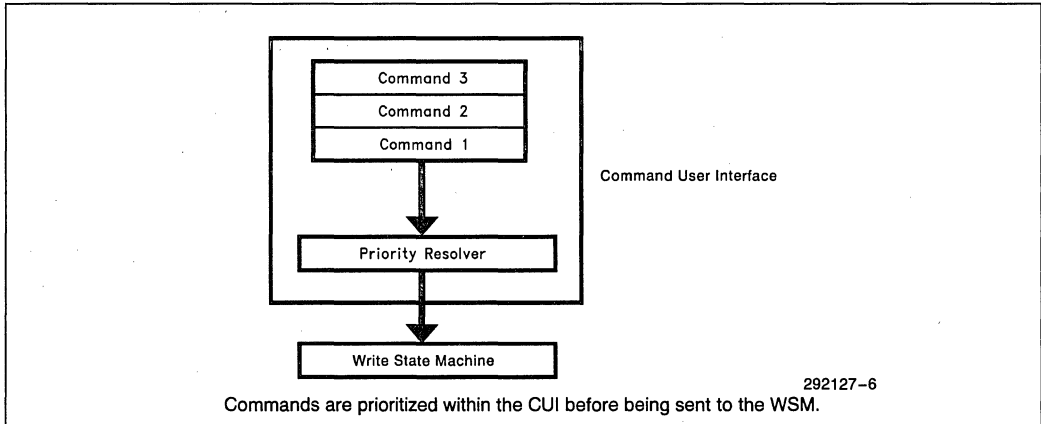 Command 3
Command 2
Command 1
Command User Interface
Priority Resolver
Write State Machine
292127–6
Commands are prioritized within the CUI before being sent to the WSM.